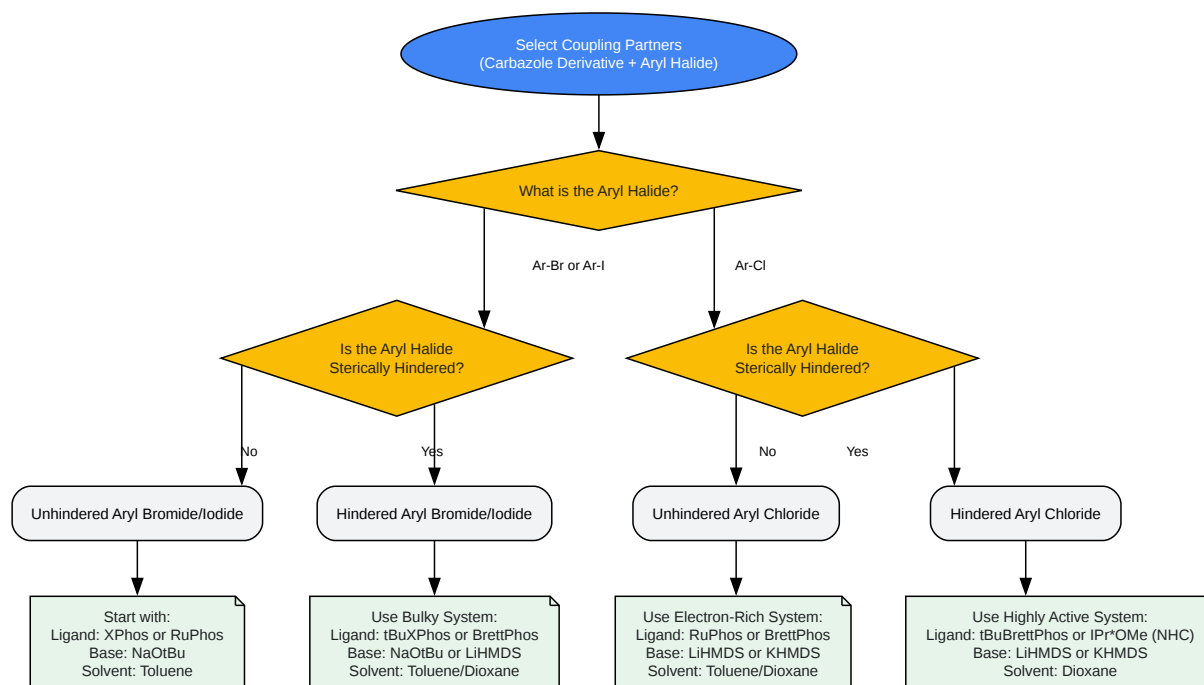 Select Coupling Partners
(Carbazole Derivative + Aryl Halide)
What is the Aryl Halide?
Ar-Br or Ar-I
Ar-Cl
Is the Aryl Halide
Sterically Hindered?
Is the Aryl Halide
Sterically Hindered?
No
Yes
No
Yes
Unhindered Aryl Bromide/Iodide
Hindered Aryl Bromide/Iodide
Unhindered Aryl Chloride
Hindered Aryl Chloride
Start with:
Ligand: XPhos or RuPhos
Base: NaOtBu
Solvent: Toluene
Use Bulky System:
Ligand: tBuXPhos or BrettPhos
Base: NaOtBu or LiHMDS
Solvent: Toluene/Dioxane
Use Electron-Rich System:
Ligand: RuPhos or BrettPhos
Base: LiHMDS or KHMDS
Solvent: Toluene/Dioxane
Use Highly Active System:
Ligand: tBuBrettPhos or IPr*OMe (NHC)
Base: LiHMDS or KHMDS
Solvent: Dioxane